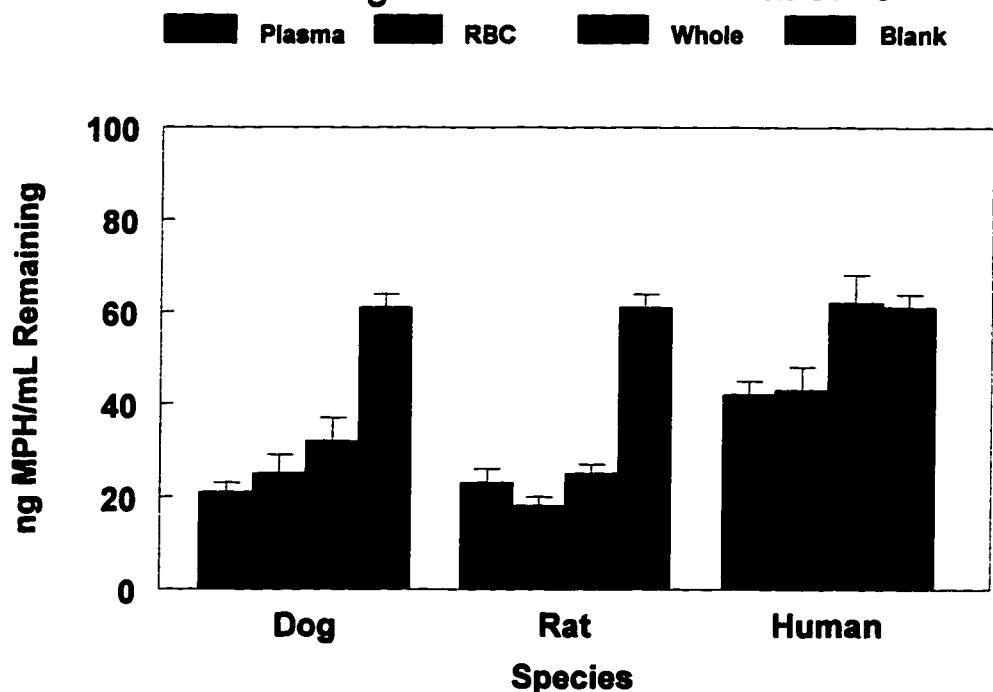 Plasma RBC Whole Blank
100
80
60
40
20
0
ng MPH/mL Remaining
Dog Rat Human
Species